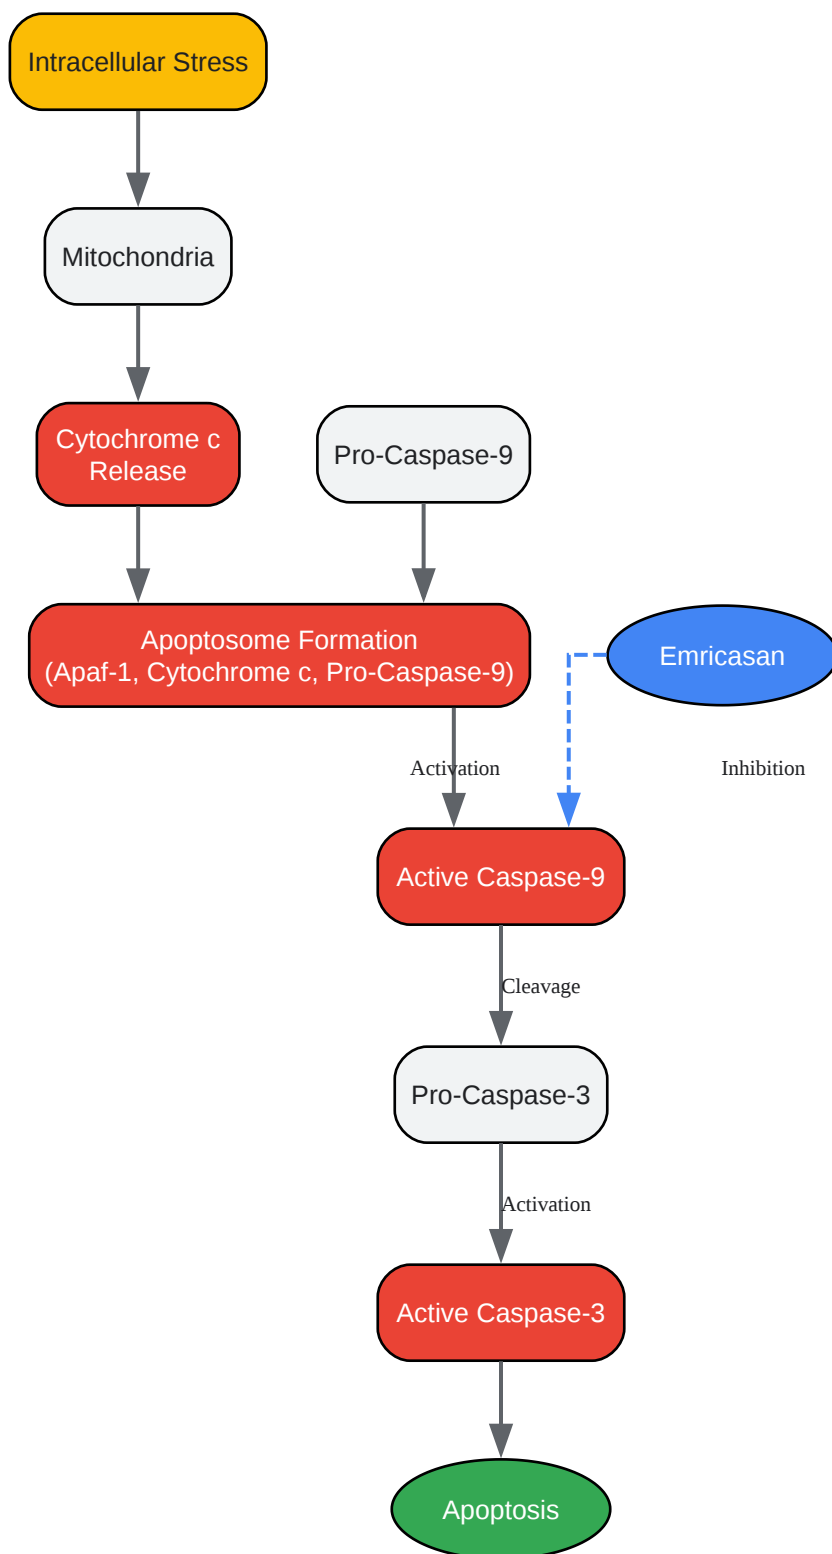 Intracellular Stress
Mitochondria
Cytochrome c
Release
Pro-Caspase-9
Apoptosome Formation
(Apaf-1, Cytochrome c, Pro-Caspase-9)
Emricasan
Activation
Inhibition
Active Caspase-9
Cleavage
Pro-Caspase-3
Activation
Active Caspase-3
Apoptosis